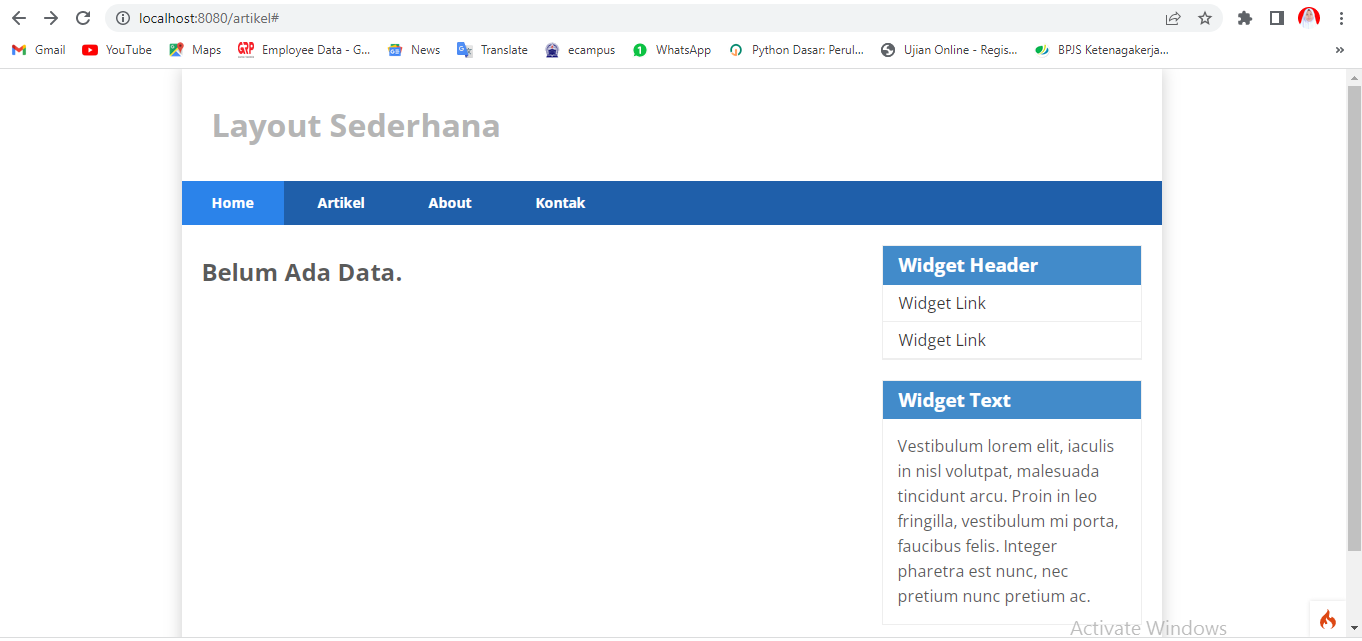 localhost:8080/artikel#
Gmail YouTube Maps GRP Employee Data - G... GE News Translate ecampus 1 WhatsApp Python Dasar: Perul... Ujian Online - Regis... BPJS Ketenagakerja... »
Layout Sederhana
Home Artikel About Kontak
Belum Ada Data.
Widget Header
Widget Link
Widget Link
Widget Text
Vestibulum lorem elit, iaculis
in nisl volutpat, malesuada
tincidunt arcu. Proin in leo
fringilla, vestibulum mi porta,
faucibus felis. Integer
pharetra est nunc, nec
pretium nunc pretium ac.
Activate Windows